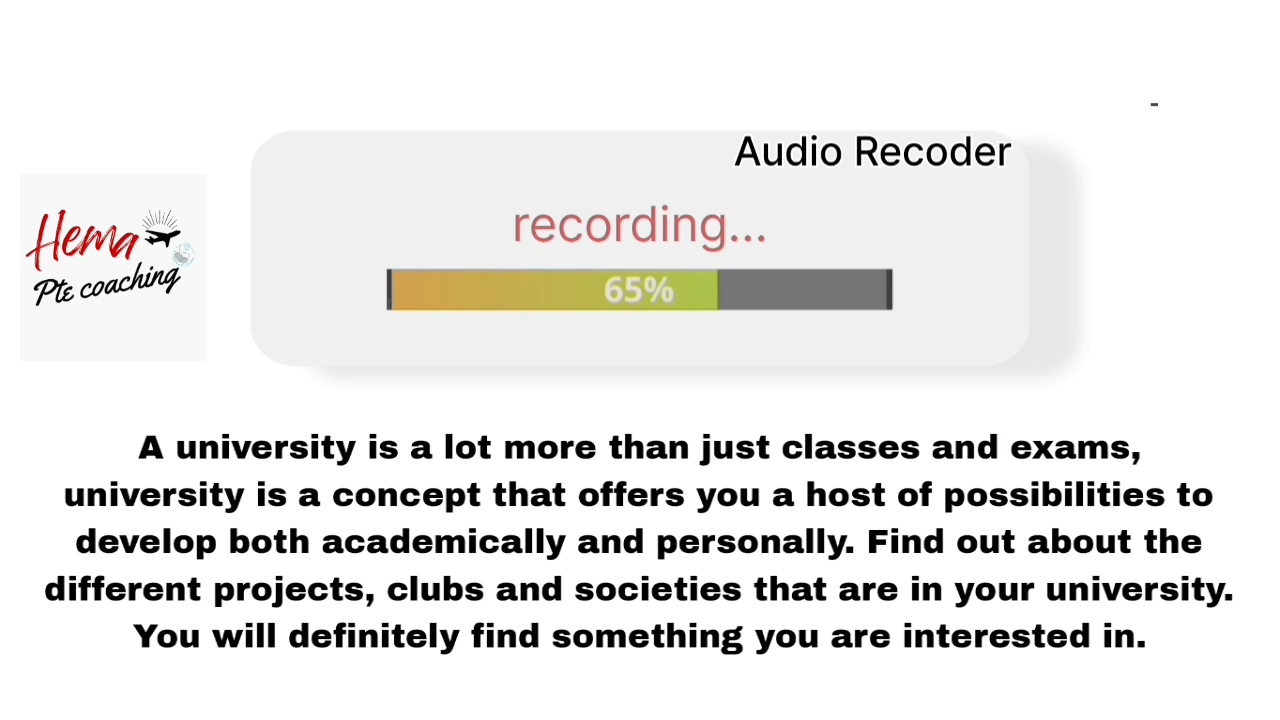 Audio Recoder
recording...
65%
Hema
Pte coaching
A university is a lot more than just classes and exams,
university is a concept that offers you a host of possibilities to
develop both academically and personally. Find out about the
different projects, clubs and societies that are in your university.
You will definitely find something you are interested in.